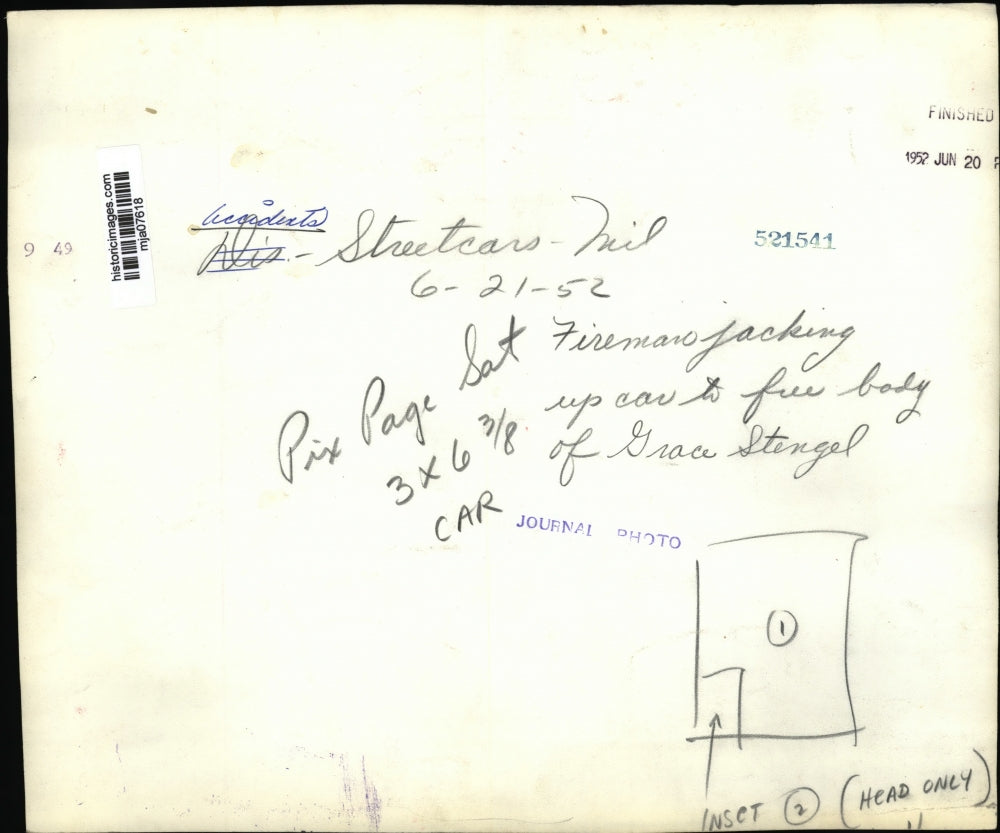 FINISHED
1952 JUN 20 P
historicimages.com
mja07618
9 49
Accidents
Dis. - Streetcars - Mil
521541
6-21-52
Pix Page Sat
3 X 6 3/8
CAR
Fireman jacking
up car to free body
of Grace Stengel
JOURNAL PHOTO
1
INSET 2 (HEAD ONLY)